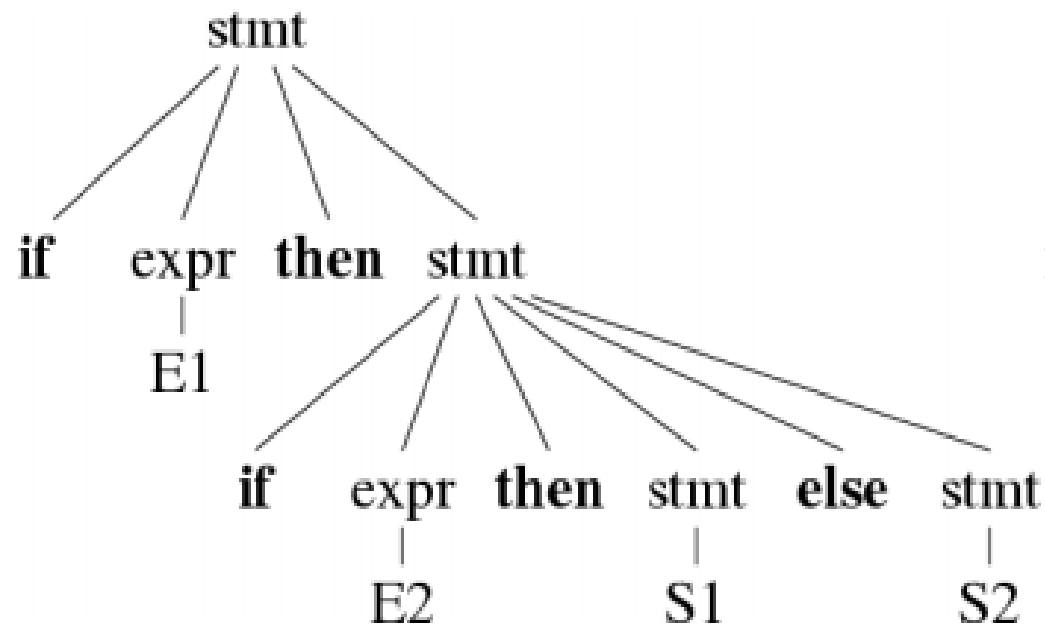 stmt
if expr then stmt
E1
if expr then stmt else stmt
E2 S1 S2